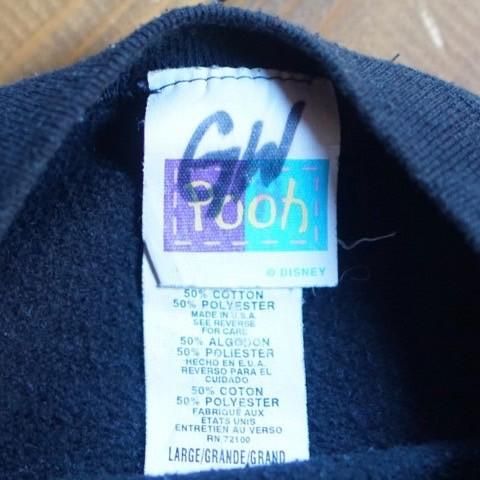 GW
Pooh
© DISNEY
50% COTTON
50% POLYESTER
MADE IN U.S.A.
SEE REVERSE
FOR CARE
50% ALGODON
50% POLIESTER
HECHO EN E.U.A.
REVERSO PARA EL
CUIDADO
50% COTON
50% POLYESTER
FABRIQUÉ AUX
ETATS UNIS
ENTRETIEN AU VERSO
RN 72100
LARGE/GRANDE/GRAND